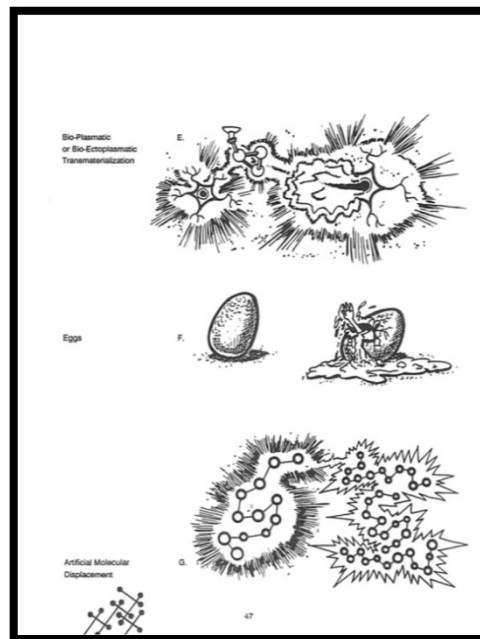 Bio-Plasmatic E.
or Bio-Ectoplasmatic
Transmaterialization
Eggs F.
Artificial Molecular G.
Displacement
47